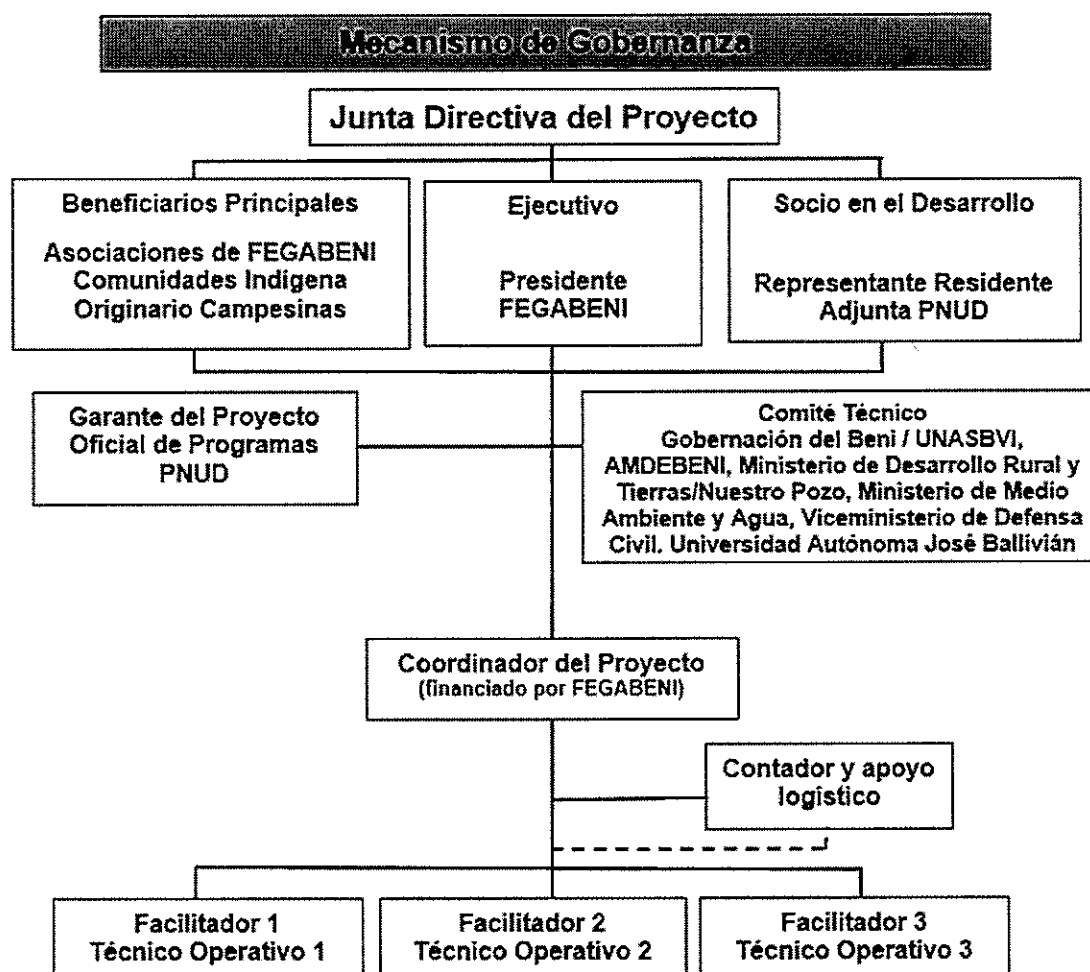 Mecanismo de Gobernanza
Junta Directiva del Proyecto
Beneficiarios Principales
Asociaciones de FEGABENI
Comunidades Indígena
Originario Campesinas
Ejecutivo
Presidente
FEGABENI
Socio en el Desarrollo
Representante Residente
Adjunta PNUD
Garante del Proyecto
Oficial de Programas
PNUD
Comité Técnico
Gobernación del Beni / UNASBVI,
AMDEBENI, Ministerio de Desarrollo Rural y
Tierras/Nuestro Pozo, Ministerio de Medio
Ambiente y Agua, Viceministerio de Defensa
Civil. Universidad Autónoma José Ballivián
Coordinador del Proyecto
(financiado por FEGABENI)
Contador y apoyo
logístico
Facilitador 1
Técnico Operativo 1
Facilitador 2
Técnico Operativo 2
Facilitador 3
Técnico Operativo 3